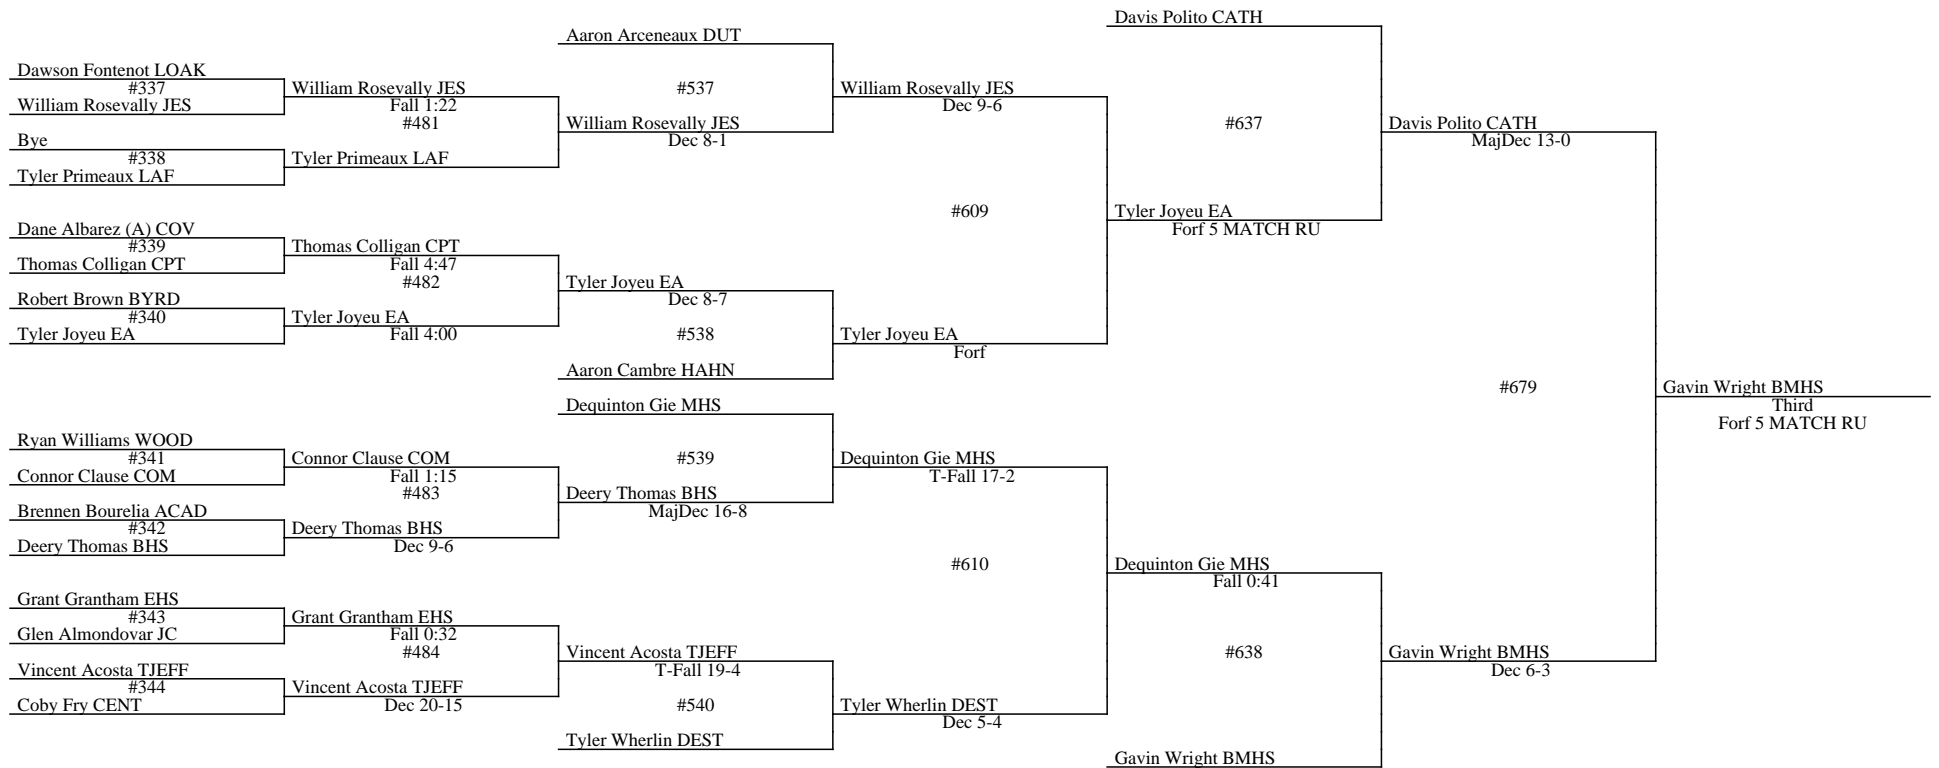 Davis Polito CATH
Aaron Arceneaux DUT
Dawson Fontenot LOAK
#337
William Rosevally JES
William Rosevally JES
Fall 1:22
#481
#537
William Rosevally JES
Dec 9-6
William Rosevally JES
Dec 8-1
#637
Davis Polito CATH
MajDec 13-0
Bye
#338
Tyler Primeaux LAF
Tyler Primeaux LAF
#609
Tyler Joyeu EA
Forf 5 MATCH RU
Dane Albarez (A) COV
#339
Thomas Colligan CPT
Thomas Colligan CPT
Fall 4:47
#482
Tyler Joyeu EA
Dec 8-7
Robert Brown BYRD
#340
Tyler Joyeu EA
Tyler Joyeu EA
Fall 4:00
#538
Tyler Joyeu EA
Forf
Aaron Cambre HAHN
#679
Gavin Wright BMHS
Third
Forf 5 MATCH RU
Dequinton Gie MHS
Ryan Williams WOOD
#341
Connor Clause COM
Connor Clause COM
Fall 1:15
#483
#539
Dequinton Gie MHS
T-Fall 17-2
Deery Thomas BHS
MajDec 16-8
Brennen Bourelia ACAD
#342
Deery Thomas BHS
Deery Thomas BHS
Dec 9-6
#610
Dequinton Gie MHS
Fall 0:41
Grant Grantham EHS
#343
Glen Almondovar JC
Grant Grantham EHS
Fall 0:32
#484
Vincent Acosta TJEFF
T-Fall 19-4
#638
Gavin Wright BMHS
Dec 6-3
Vincent Acosta TJEFF
#344
Coby Fry CENT
Vincent Acosta TJEFF
Dec 20-15
#540
Tyler Wherlin DEST
Dec 5-4
Tyler Wherlin DEST
Gavin Wright BMHS